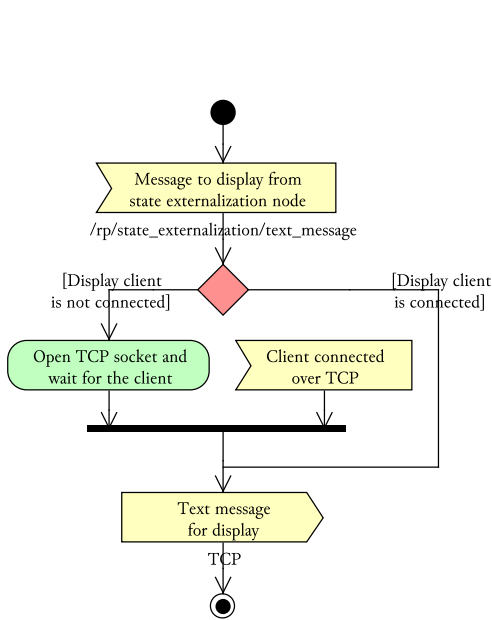 Message to display from
state externalization node
/rp/state_externalization/text_message
[Display client
is not connected]
[Display client
is connected]
Open TCP socket and
wait for the client
Client connected
over TCP
Text message
for display
TCP